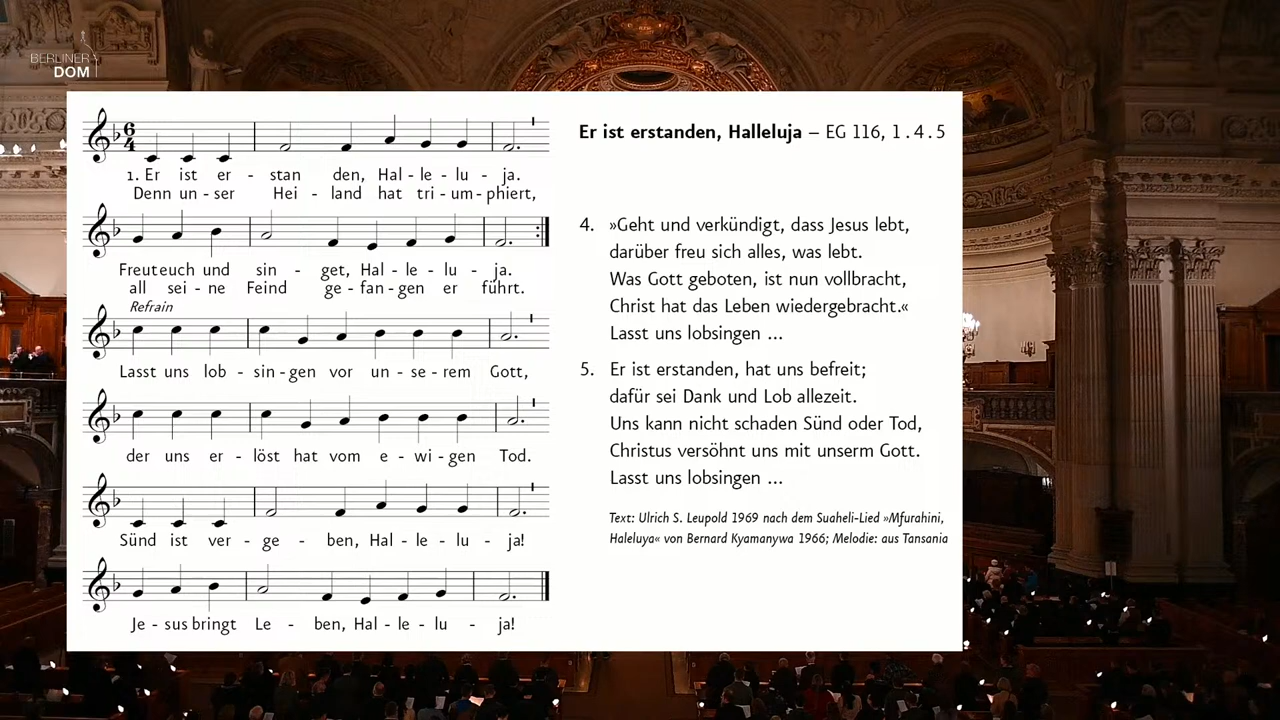 BERLINER
DOM
6
4
1. Er ist er - stan den, Hal - le - lu - ja.
Denn un - ser Hei - land hat tri - um - phiert,
Freut euch und sin - get, Hal - le - lu - ja.
all sei - ne Feind ge - fan - gen er führt.
Refrain
Lasst uns lob - sin - gen vor un - se - rem Gott,
der uns er - löst hat vom e - wi - gen Tod.
Sünd ist ver - ge - ben, Hal - le - lu - ja!
Je - sus bringt Le - ben, Hal - le - lu - ja!
Er ist erstanden, Halleluja – EG 116, 1 . 4 . 5
4. »Geht und verkündigt, dass Jesus lebt,
darüber freu sich alles, was lebt.
Was Gott geboten, ist nun vollbracht,
Christ hat das Leben wiedergebracht.«
Lasst uns lobsingen ...
5. Er ist erstanden, hat uns befreit;
dafür sei Dank und Lob allezeit.
Uns kann nicht schaden Sünd oder Tod,
Christus versöhnt uns mit unserm Gott.
Lasst uns lobsingen ...
Text: Ulrich S. Leupold 1969 nach dem Suaheli-Lied »Mfurahini,
Haleluya« von Bernard Kyamanywa 1966; Melodie: aus Tansania